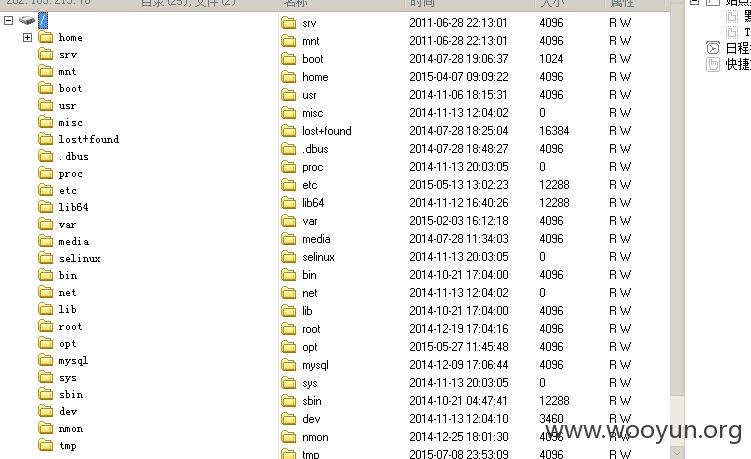 目录(25), 文件(2) 名称 时间 大小 属性
/
home
srv
mnt
boot
usr
misc
lost+found
.dbus
proc
etc
lib64
var
media
selinux
bin
net
lib
root
opt
mysql
sys
sbin
dev
nmon
tmp
srv 2011-06-28 22:13:01 4096 R W
mnt 2011-06-28 22:13:01 4096 R W
boot 2014-07-28 19:06:37 1024 R W
home 2015-04-07 09:09:22 4096 R W
usr 2014-11-06 18:15:31 4096 R W
misc 2014-11-13 12:04:02 0 R W
lost+found 2014-07-28 18:25:04 16384 R W
.dbus 2014-07-28 18:48:27 4096 R W
proc 2014-11-13 20:03:05 0 R W
etc 2015-05-13 13:02:23 12288 R W
lib64 2014-11-12 16:40:26 12288 R W
var 2015-02-03 16:12:18 4096 R W
media 2014-07-28 11:34:03 4096 R W
selinux 2014-11-13 20:03:05 0 R W
bin 2014-10-21 17:04:00 4096 R W
net 2014-11-13 12:04:02 0 R W
lib 2014-10-21 17:04:00 4096 R W
root 2014-12-19 17:04:16 4096 R W
opt 2015-05-27 11:45:48 4096 R W
mysql 2014-12-09 17:06:44 4096 R W
sys 2014-11-13 20:03:05 0 R W
sbin 2014-10-21 04:47:41 12288 R W
dev 2014-11-13 12:04:10 3460 R W
nmon 2014-12-25 18:01:30 4096 R W
tmp 2015-07-08 23:53:09 4096 R W
日程
快捷
www.wooyun.org